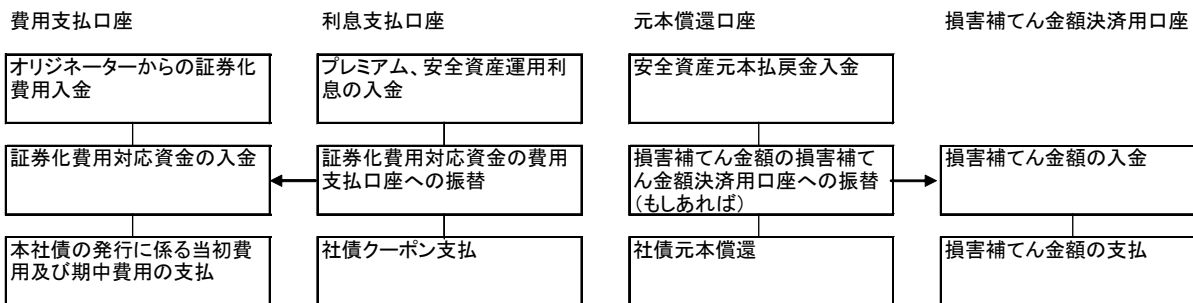 費用支払口座
利息支払口座
元本償還口座
損害補てん金額決済用口座
オリジネーターからの証券化
費用入金
プレミアム、安全資産運用利
息の入金
安全資産元本払戻金入金
証券化費用対応資金の入金
証券化費用対応資金の費用
支払口座への振替
損害補てん金額の損害補て
ん金額決済用口座への振替
(もしあれば)
損害補てん金額の入金
本社債の発行に係る当初費
用及び期中費用の支払
社債クーポン支払
社債元本償還
損害補てん金額の支払